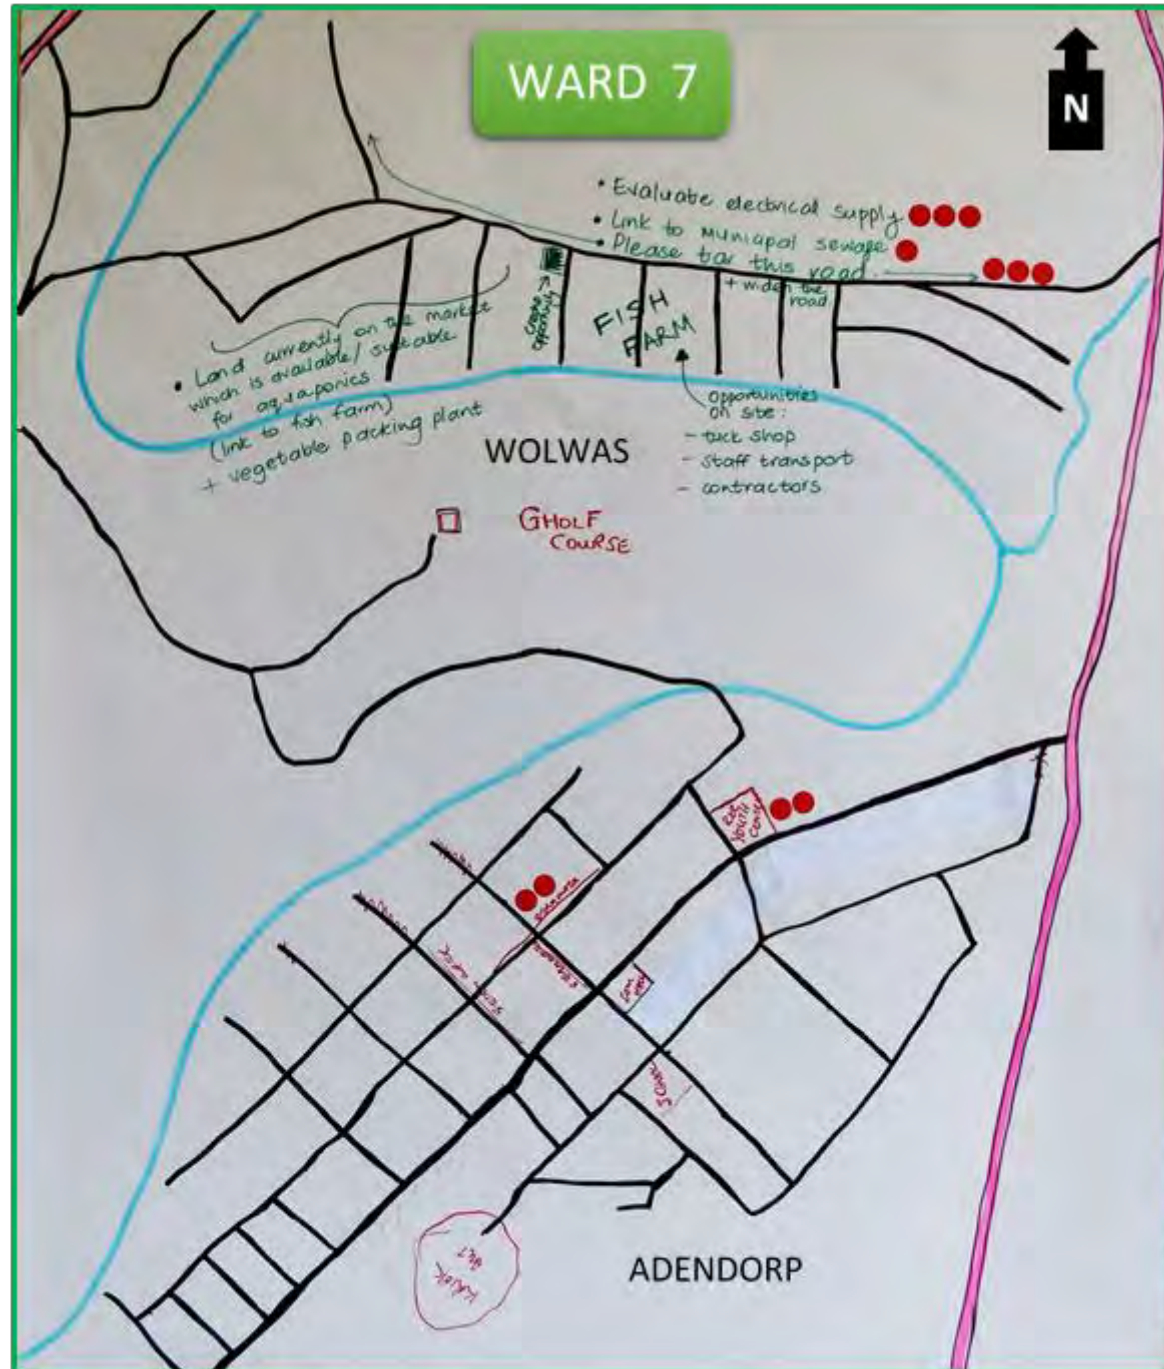 WARD 7
N
• Evaluate electrical supply
• Link to Muniapal sewage
• Please tar this road
+ widen the
road
FISH
FARM
• Land currently on the market
which is available/suitable
for aquaponics
(link to fish farm)
+ vegetable packing plant
opportunities
on site:
- tuck shop
- staff transport
- contractors
WOLWAS
GHOLF
COURSE
YOUTH
ADENDORP